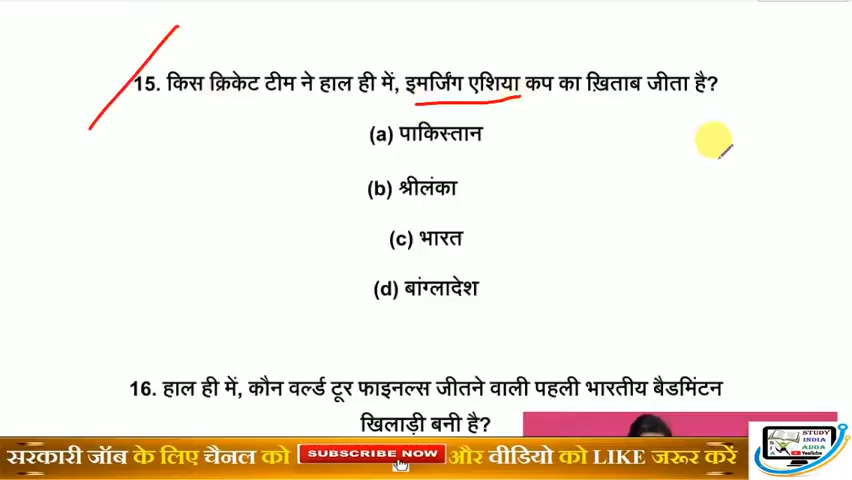 15. किस क्रिकेट टीम ने हाल ही में, इमर्जिंग एशिया कप का ख़िताब जीता है?
(a) पाकिस्तान
(b) श्रीलंका
(c) भारत
(d) बांग्लादेश
16. हाल ही में, कौन वर्ल्ड टूर फाइनल्स जीतने वाली पहली भारतीय बैडमिंटन
खिलाड़ी बनी है?
सरकारी जॉब के लिए चैनल को SUBSCRIBE NOW और वीडियो को LIKE जरूर करें
STUDY
INDIA
ADDA
YouTube